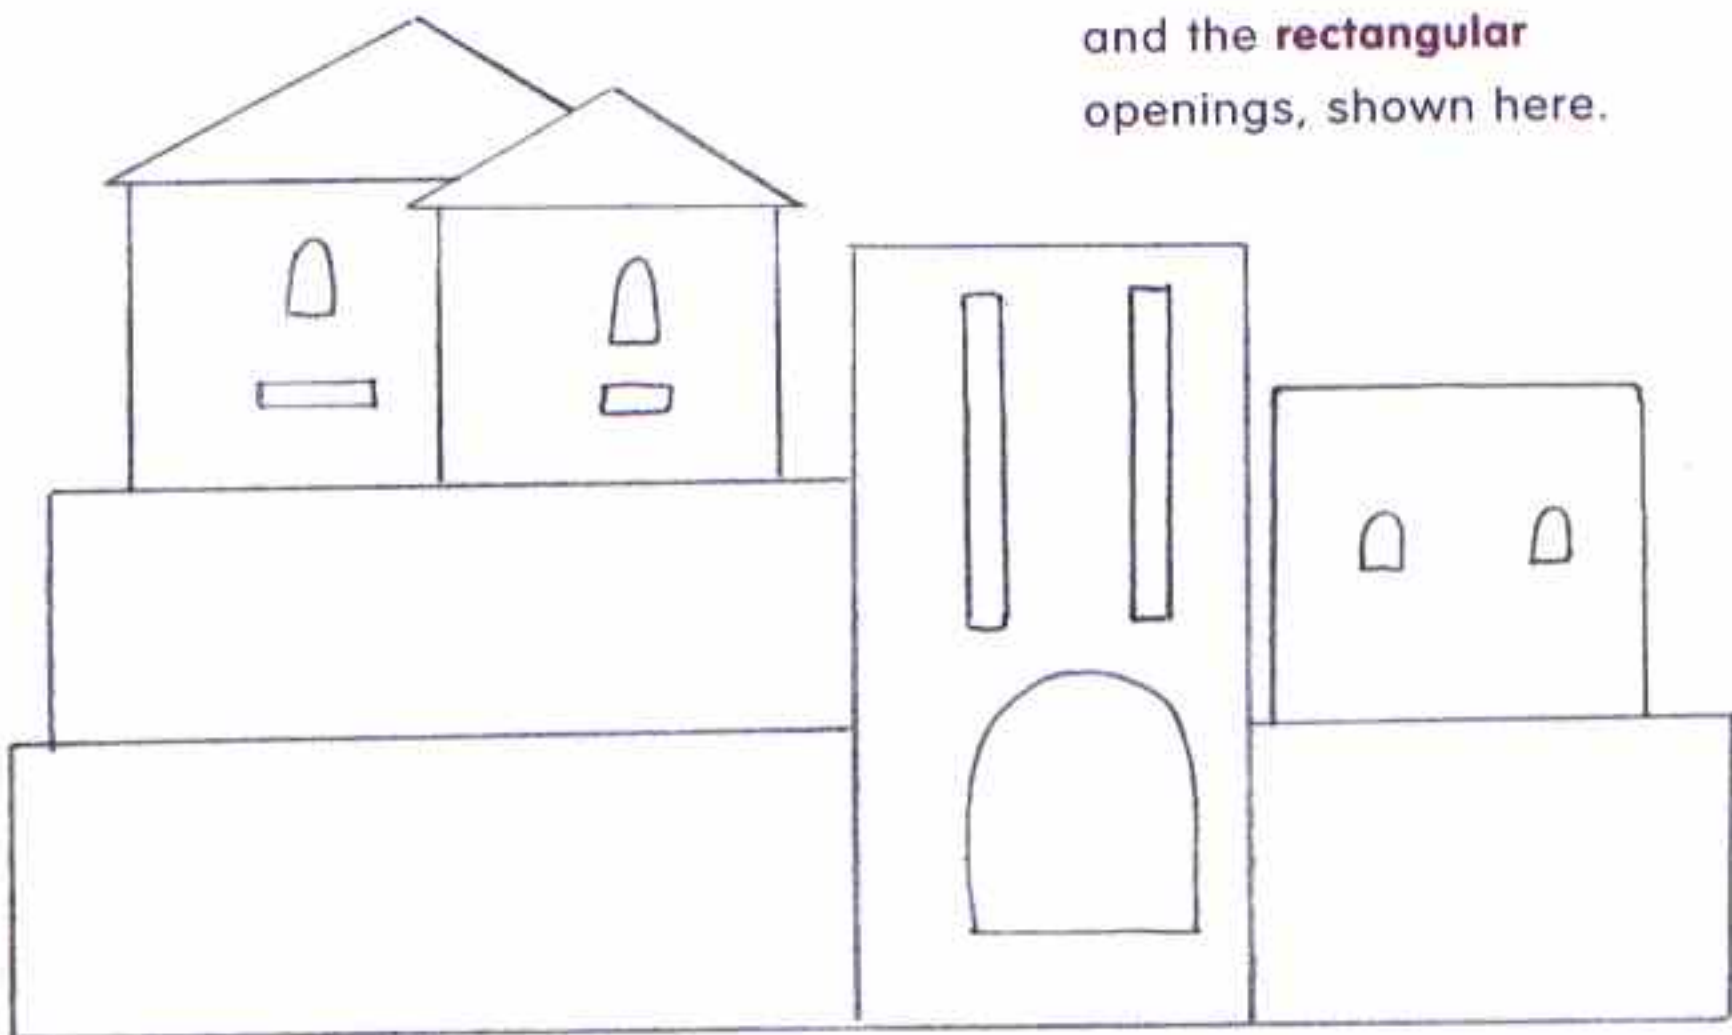 and the rectangular
openings, shown here.